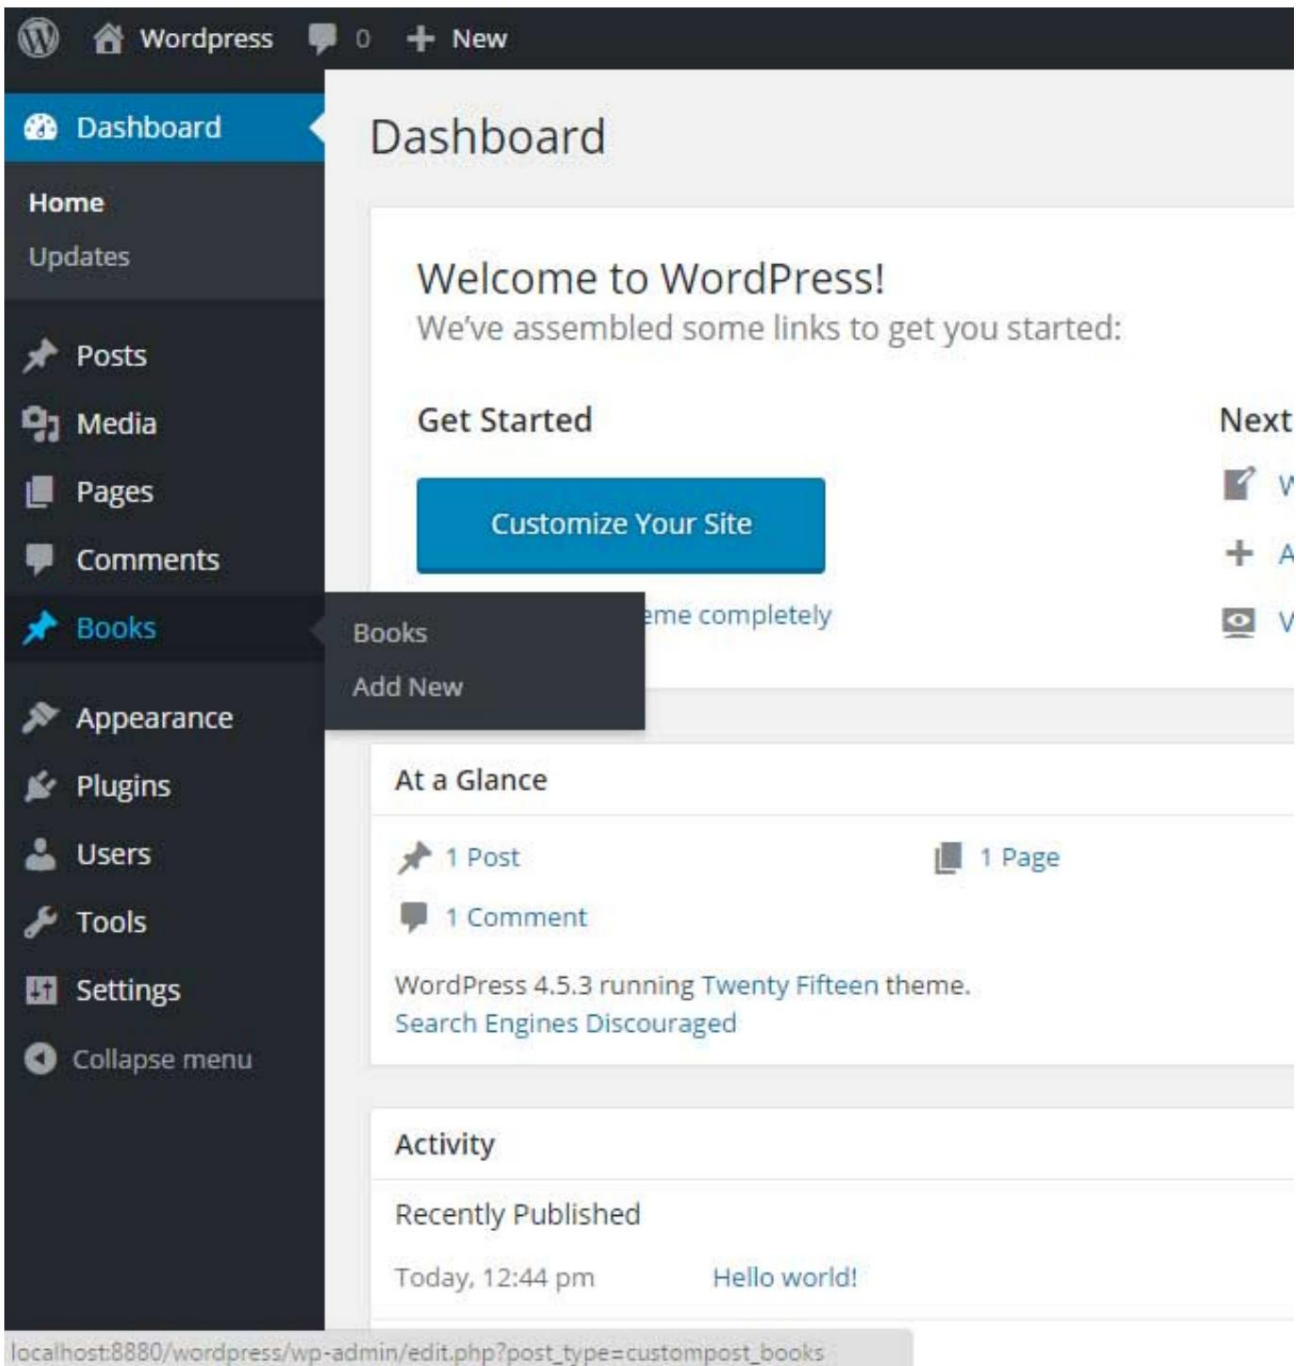 Wordpress 0 New
Dashboard
Home
Updates
Posts
Media
Pages
Comments
Books
Books
Add New
Appearance
Plugins
Users
Tools
Settings
Collapse menu
Dashboard
Welcome to WordPress!
We've assembled some links to get you started:
Get Started
Customize Your Site
completely
Next
At a Glance
1 Post
1 Page
1 Comment
WordPress 4.5.3 running Twenty Fifteen theme.
Search Engines Discouraged
Activity
Recently Published
Today, 12:44 pm Hello world!
localhost:8880/wordpress/wp-admin/edit.php?post_type=custompost_books